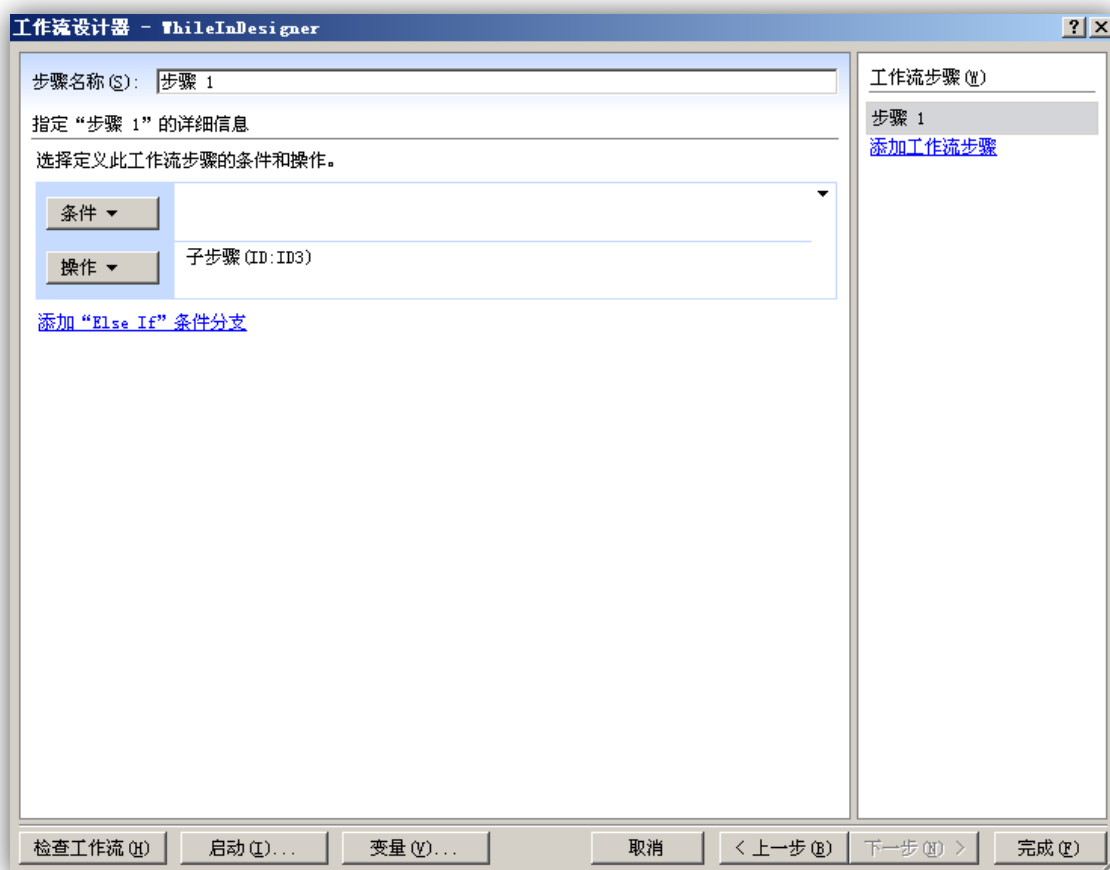 工作流设计器 - WhileInDesigner
步骤名称(S): 步骤 1
指定“步骤 1”的详细信息
选择定义此工作流步骤的条件和操作。
条件
操作
子步骤(ID:ID3)
添加“Else If”条件分支
工作流步骤(W)
步骤 1
添加工作流步骤
检查工作流(H)
启动(I)...
变量(V)...
取消
< 上一步(B)
下一步(N) >
完成(F)